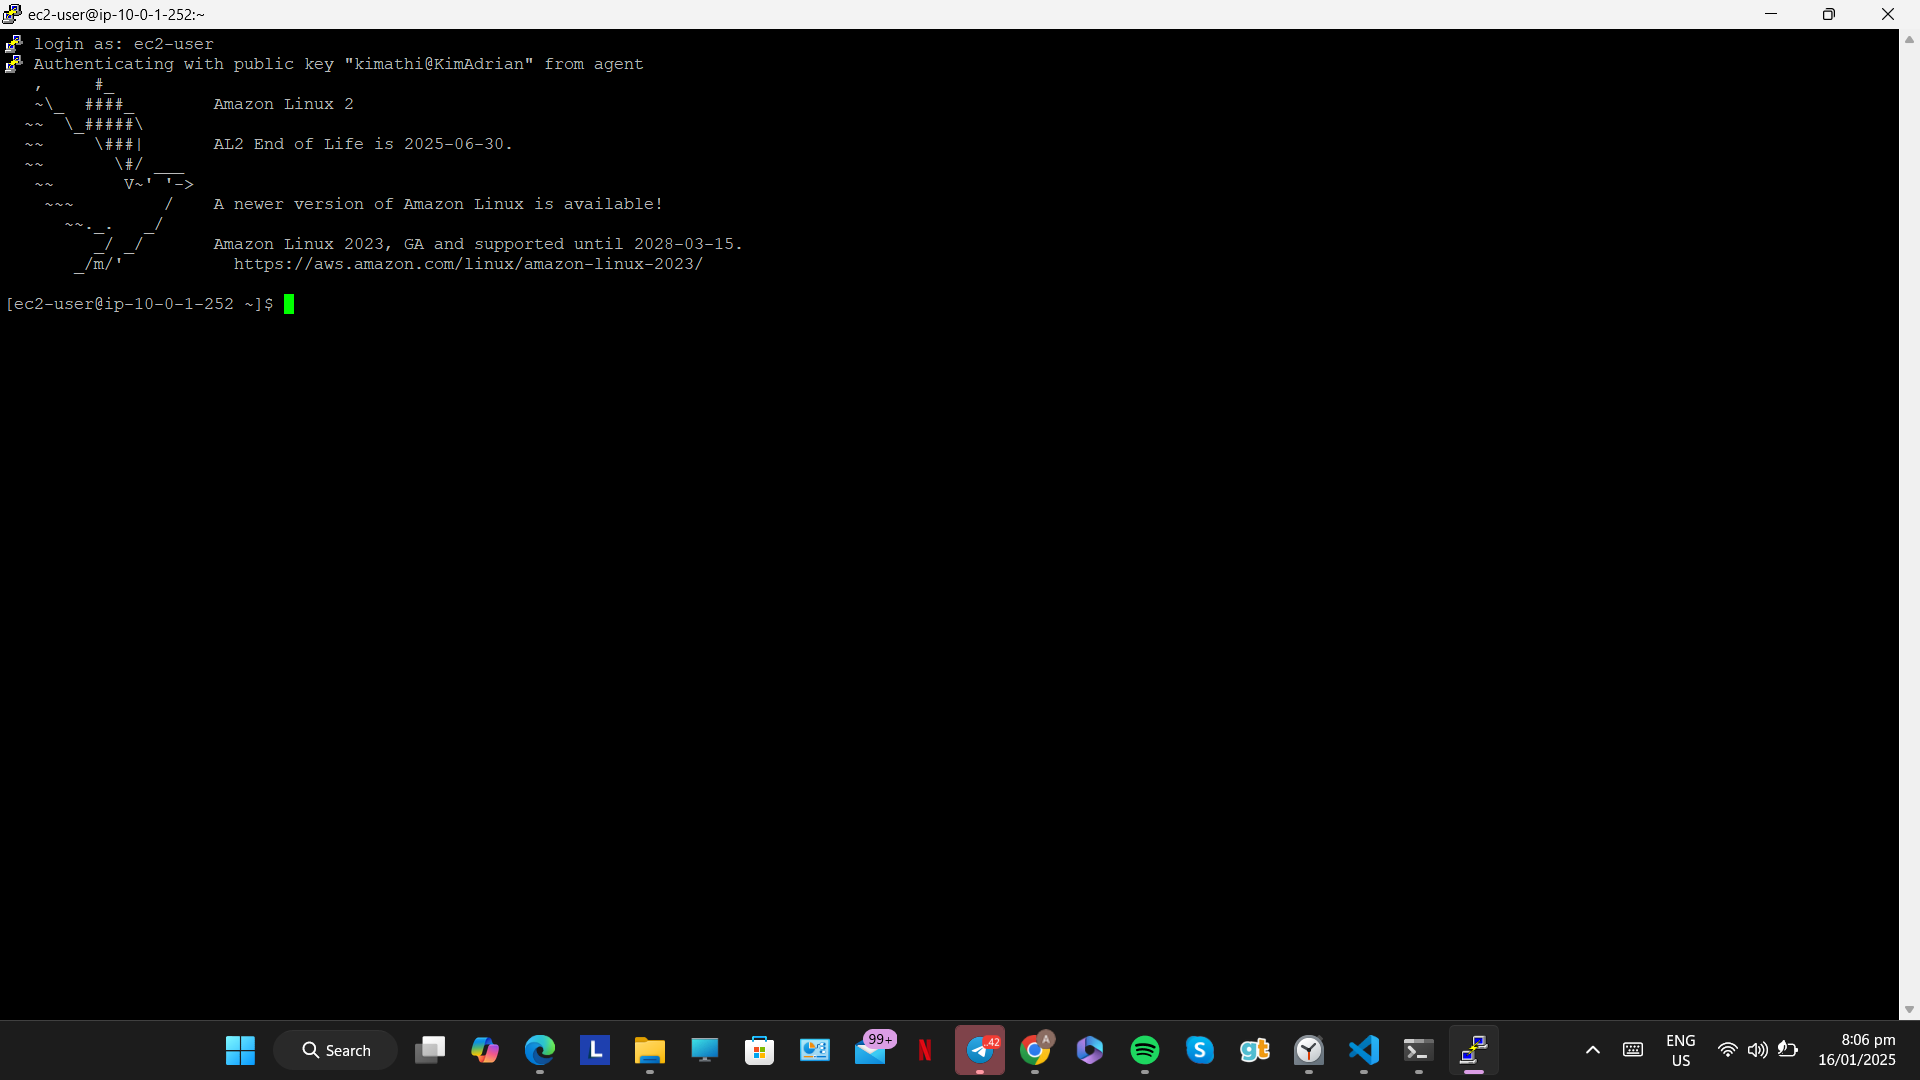 ec2-user@ip-10-0-1-252:~
login as: ec2-user
Authenticating with public key "kimathi@KimAdrian" from agent
   ,     #_
   ~\_  ####_        Amazon Linux 2
  ~~  \_#####\
  ~~     \###|       AL2 End of Life is 2025-06-30.
  ~~       \#/ ___
   ~~       V~' '->
    ~~~         /    A newer version of Amazon Linux is available!
      ~~._.   _/
         _/ _/       Amazon Linux 2023, GA and supported until 2028-03-15.
       _/m/'           https://aws.amazon.com/linux/amazon-linux-2023/
[ec2-user@ip-10-0-1-252 ~]$
Search
L
99+
N
..42
A
S
gt
ENG
US
8:06 pm
16/01/2025